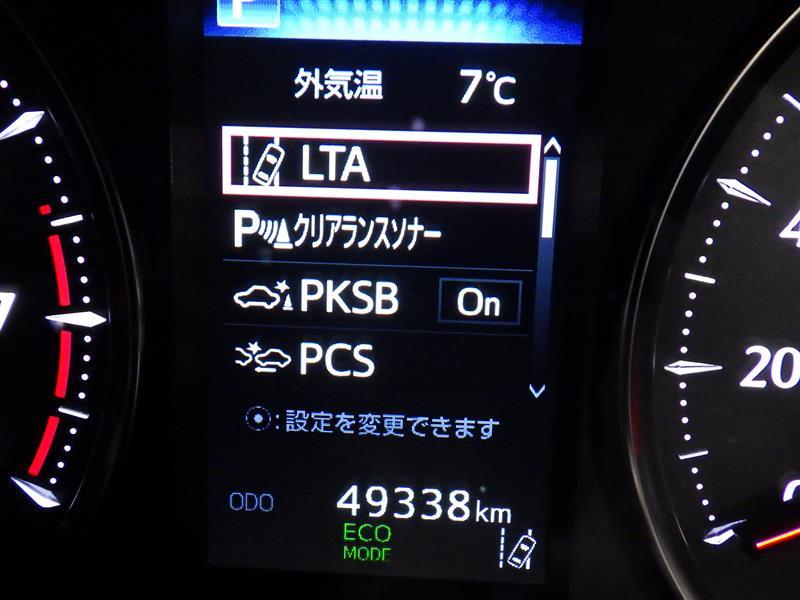 P
外気温 7℃
LTA
P クリアランスソナー
PKSB On
PCS
:設定を変更できます
ODO 49338km
ECO
MODE
20